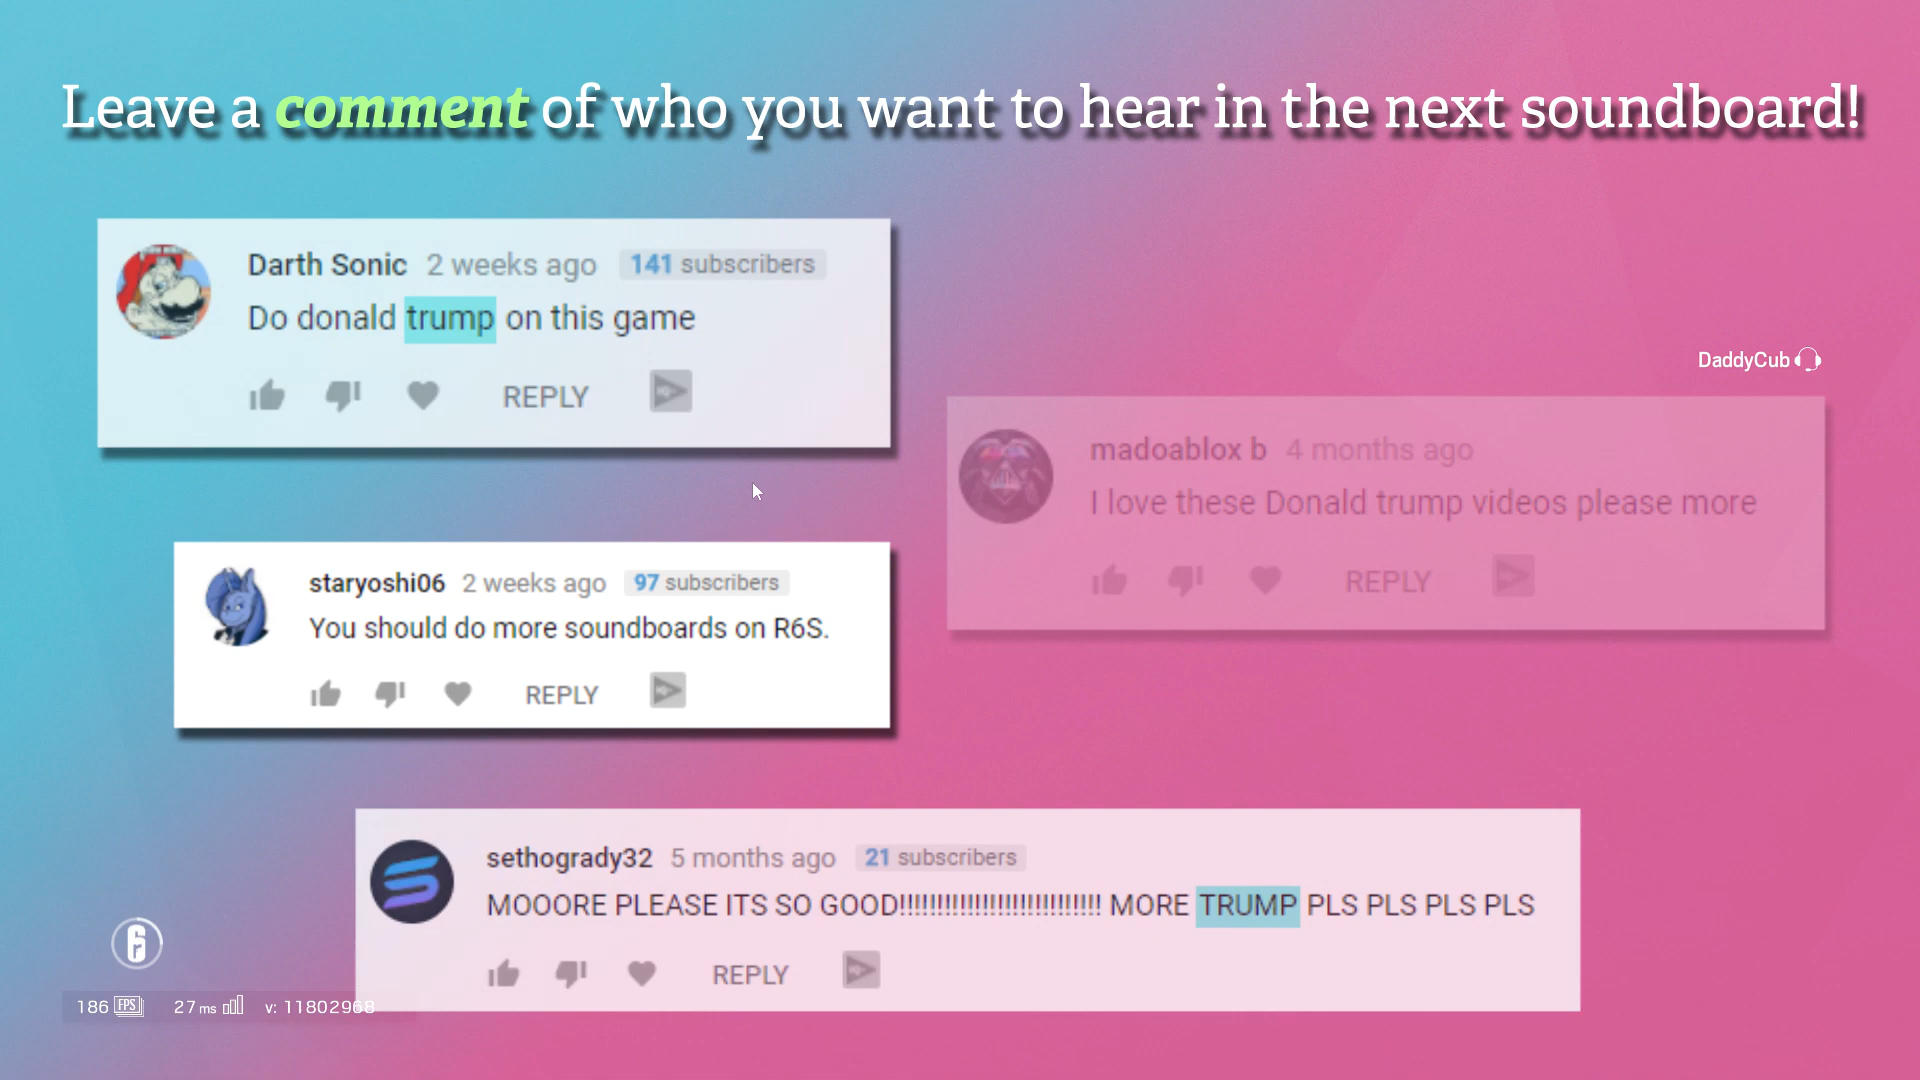 Leave a comment of who you want to hear in the next soundboard!
Darth Sonic 2 weeks ago 141 subscribers
Do donald trump on this game
REPLY
DaddyCub
madoablox b 4 months ago
I love these Donald trump videos please more
REPLY
staryoshi06 2 weeks ago 97 subscribers
You should do more soundboards on R6S.
REPLY
sethogrady32 5 months ago 21 subscribers
MOOORE PLEASE ITS SO GOOD!!!!!!!!!!!!!!!!!!!!!!!!!!!! MORE TRUMP PLS PLS PLS PLS
REPLY
186 FPS 27 ms v: 11802968